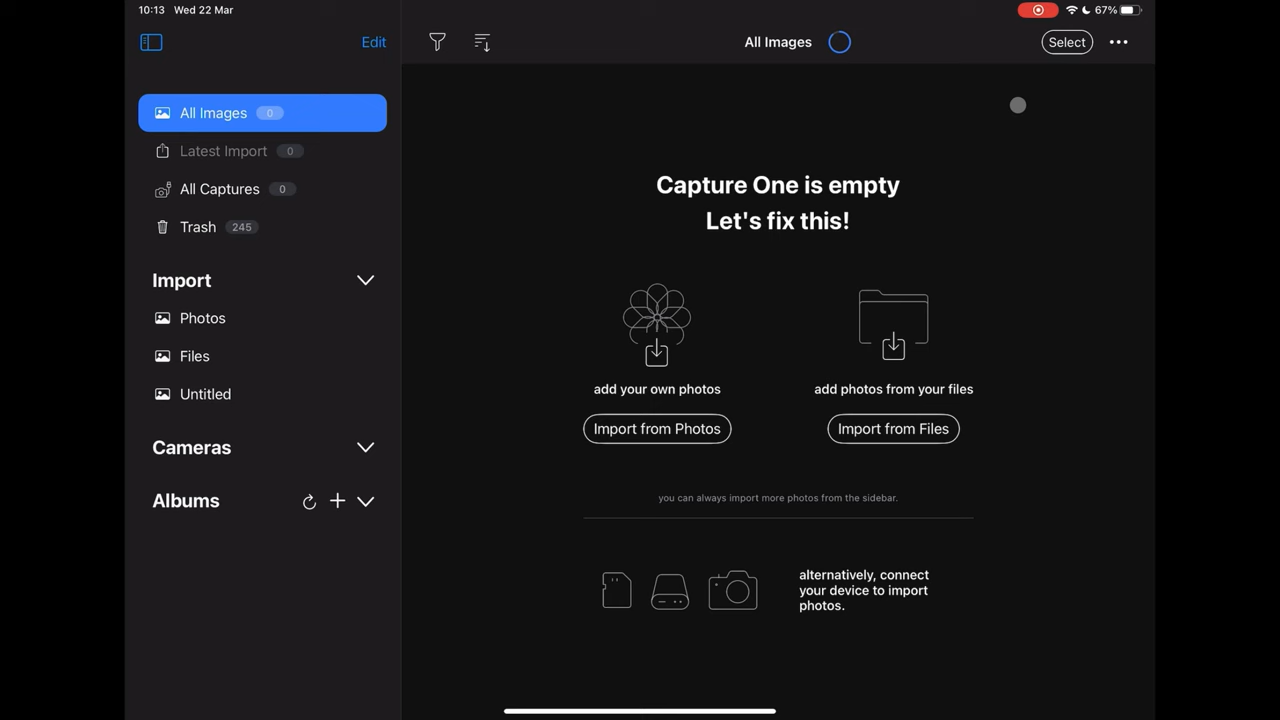 10:13 Wed 22 Mar
67%
Edit
All Images
Select
All Images 0
Latest Import 0
All Captures 0
Trash 245
Import
Photos
Files
Untitled
Cameras
Albums
Capture One is empty
Let's fix this!
add your own photos
Import from Photos
add photos from your files
Import from Files
you can always import more photos from the sidebar.
alternatively, connect
your device to import
photos.